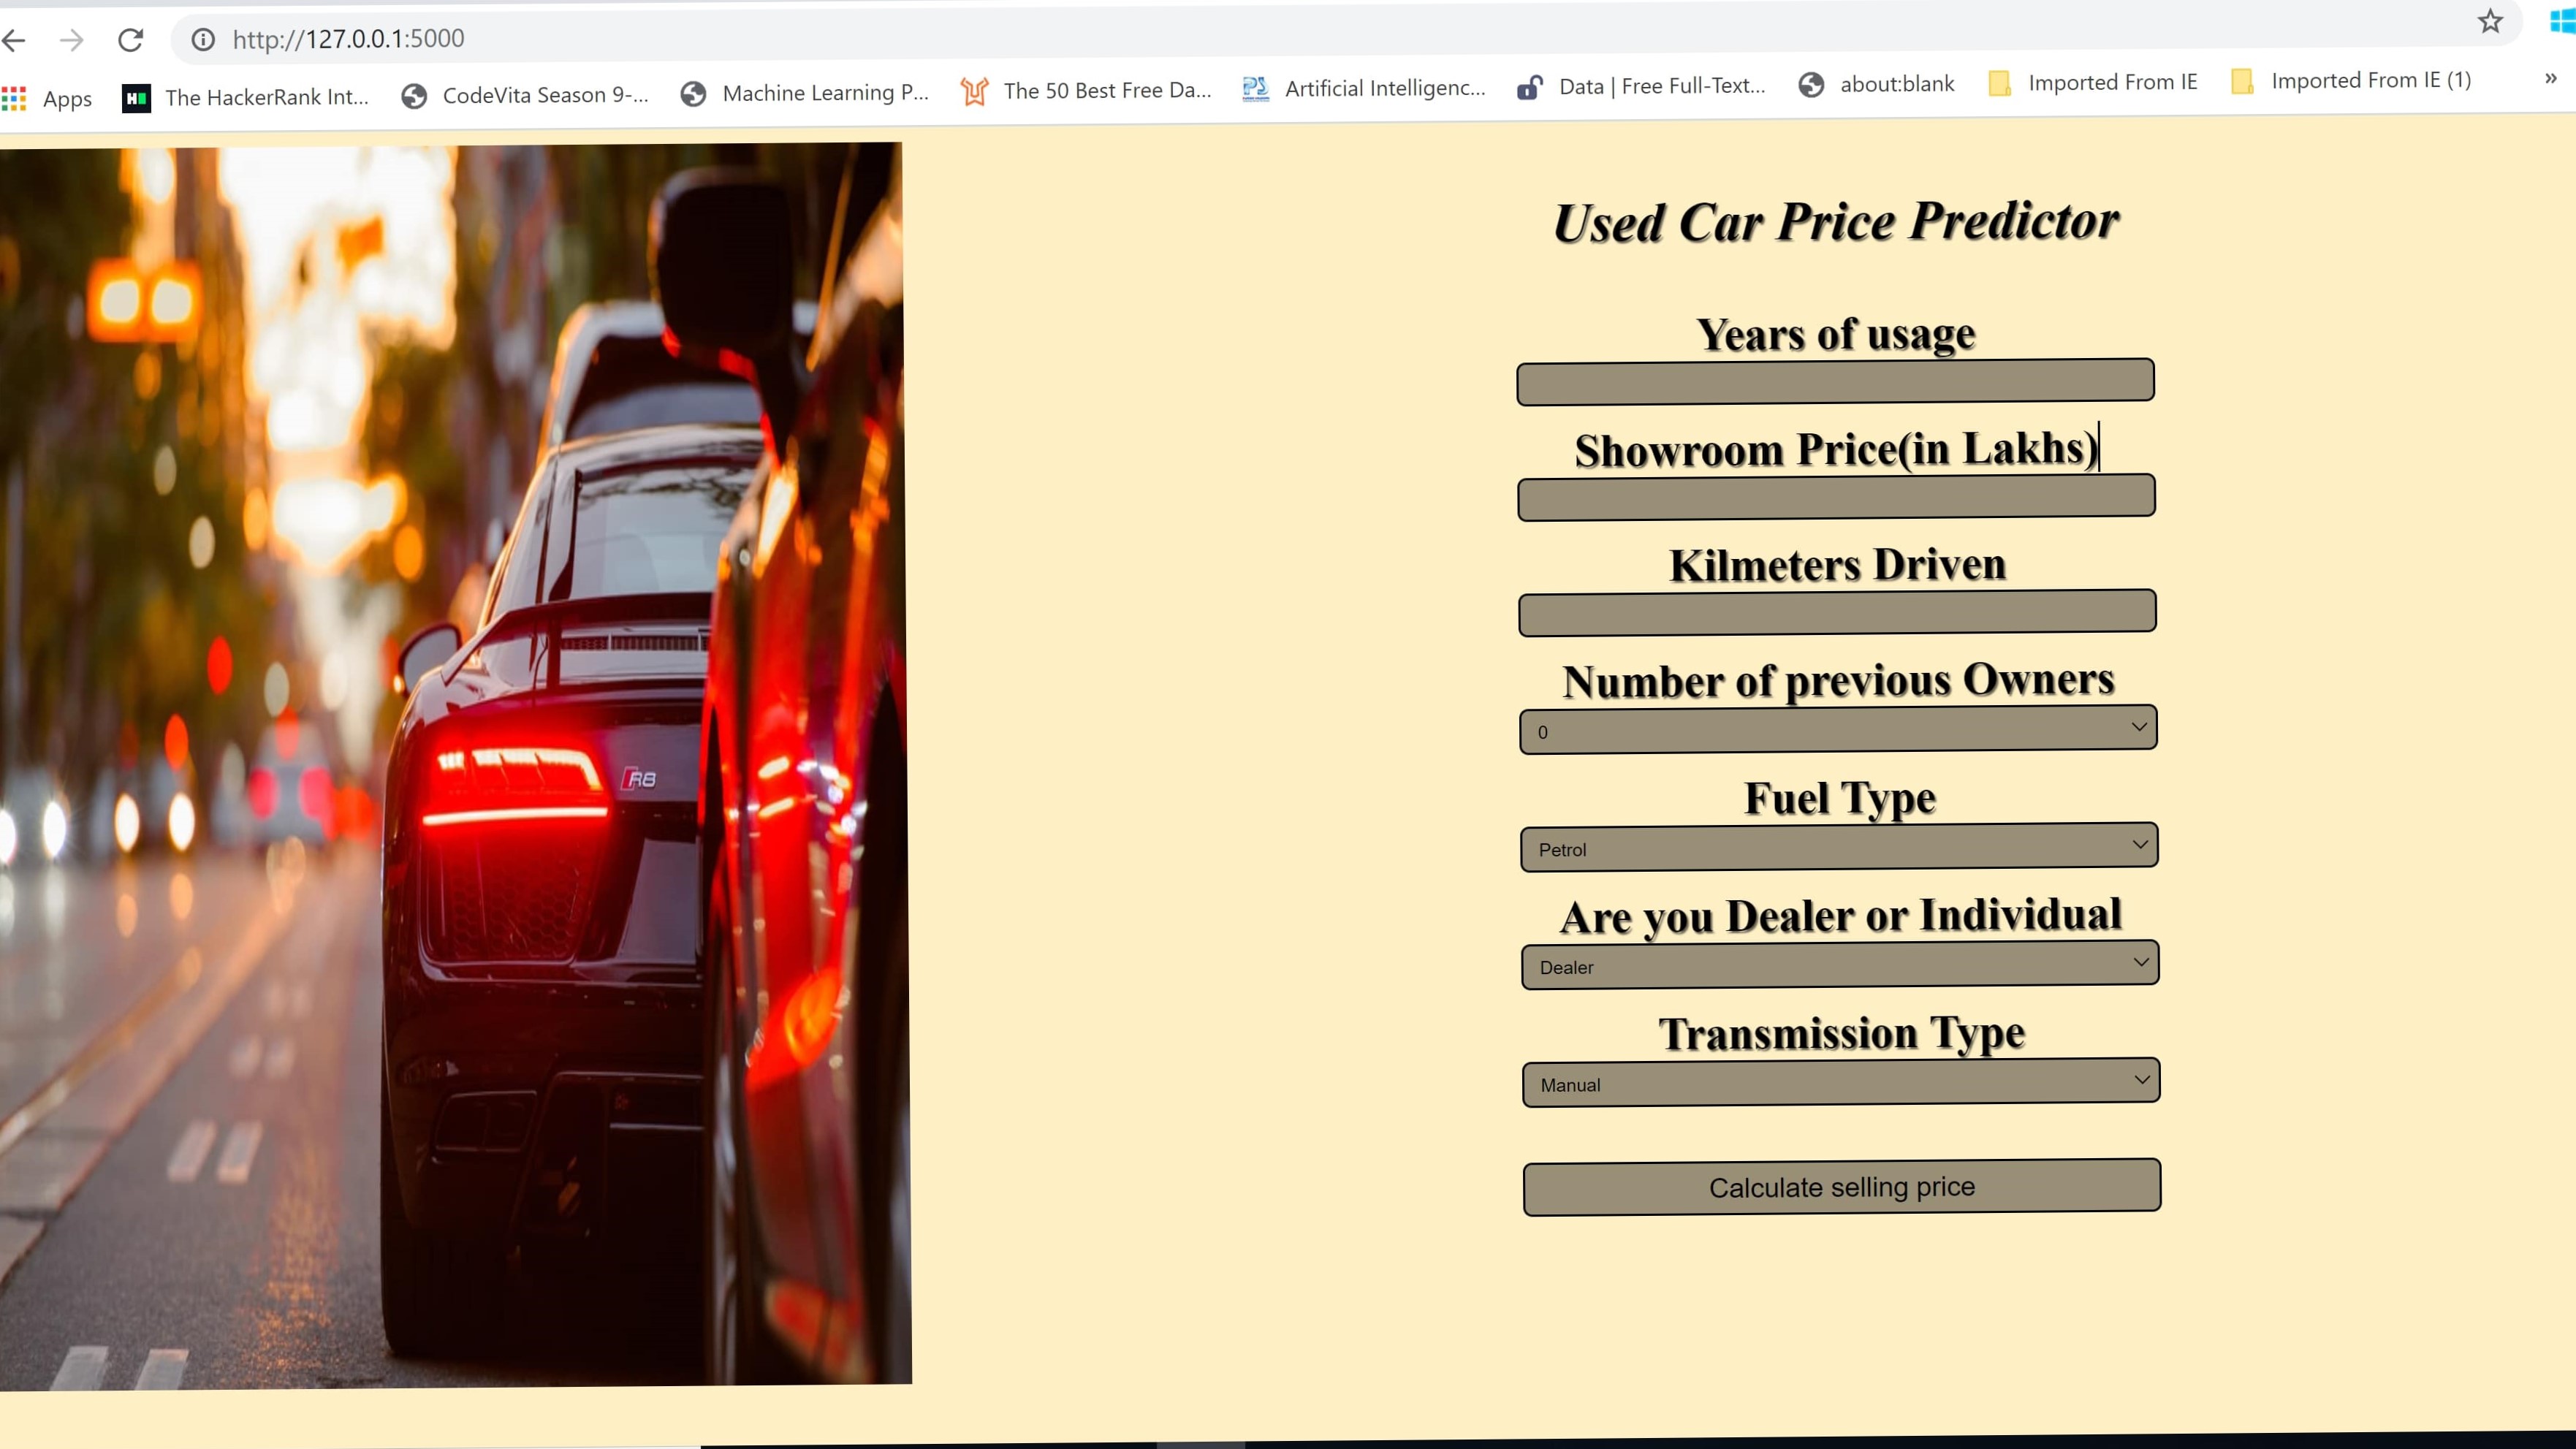 http://127.0.0.1:5000
Apps
The HackerRank Int...
CodeVita Season 9-...
Machine Learning P...
The 50 Best Free Da...
Artificial Intelligenc...
Data | Free Full-Text...
about:blank
Imported From IE
Imported From IE (1)
»
Used Car Price Predictor
Years of usage
Showroom Price(in Lakhs)
Kilmeters Driven
Number of previous Owners
0
Fuel Type
Petrol
Are you Dealer or Individual
Dealer
Transmission Type
Manual
Calculate selling price
R8